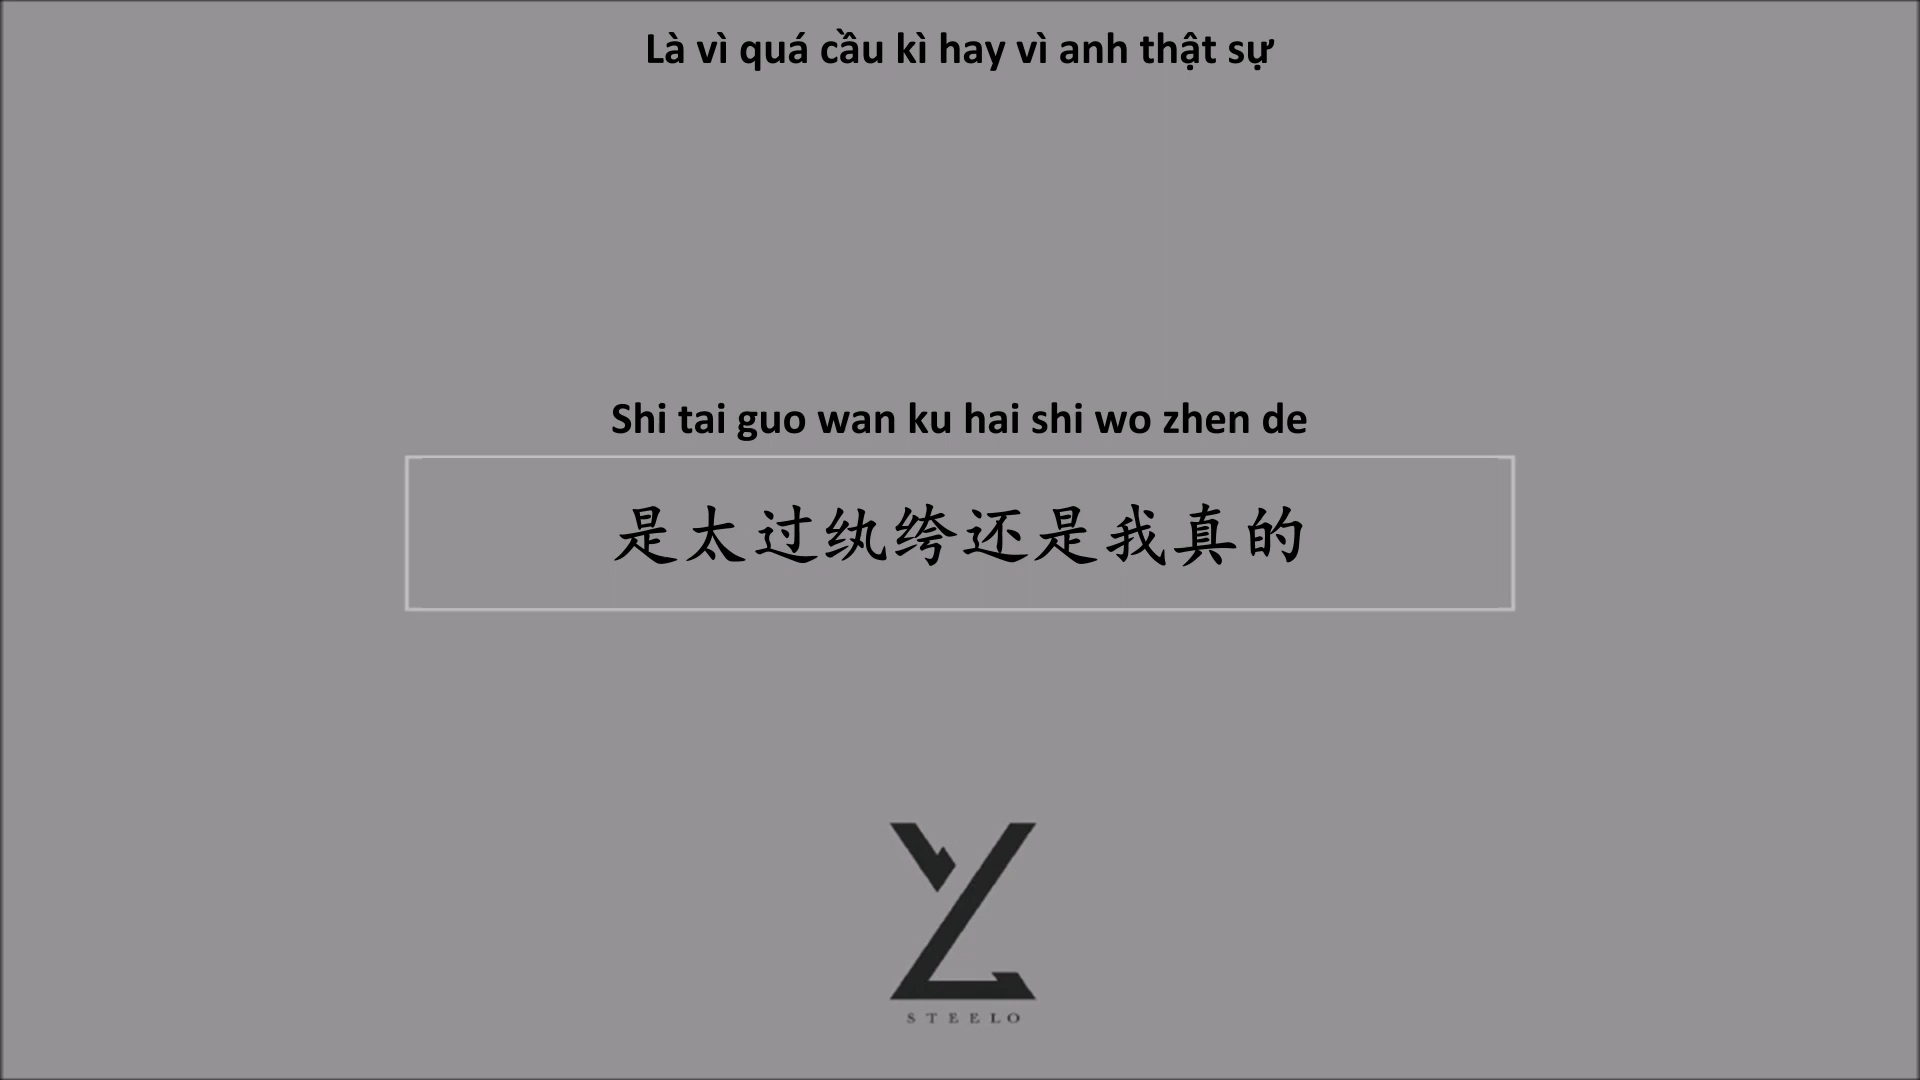 Là vì quá cầu kì hay vì anh thật sự
Shi tai guo wan ku hai shi wo zhen de
是太过纨绔还是我真的
STEELO